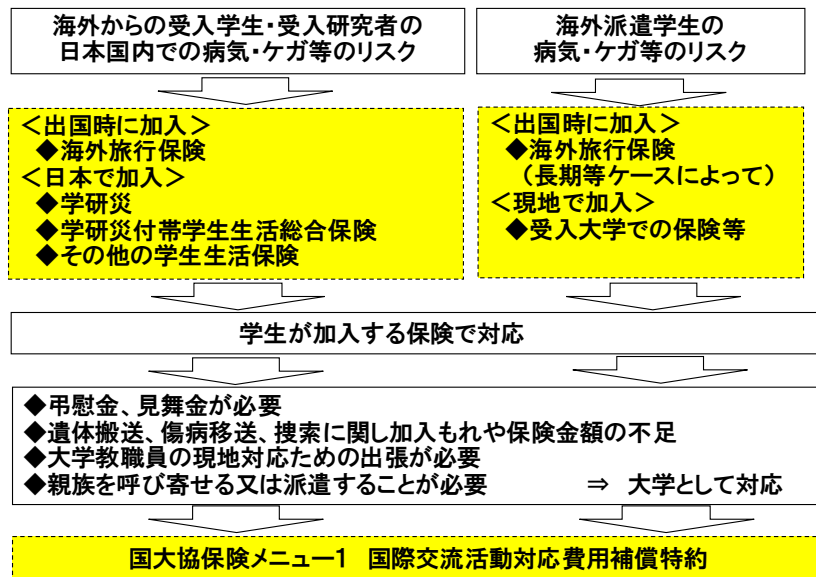 海外からの受入学生・受入研究者の
日本国内での病気・ケガ等のリスク
海外派遣学生の
病気・ケガ等のリスク
＜出国時に加入＞
◆海外旅行保険
＜日本で加入＞
◆学研災
◆学研災付帯学生生活総合保険
◆その他の学生生活保険
＜出国時に加入＞
◆海外旅行保険
（長期等ケースによって）
＜現地で加入＞
◆受入大学での保険等
学生が加入する保険で対応
◆弔慰金、見舞金が必要
◆遺体搬送、傷病移送、捜索に関し加入もれや保険金額の不足
◆大学教職員の現地対応ための出張が必要
◆親族を呼び寄せる又は派遣することが必要　⇒　大学として対応
国大協保険メニュー1　国際交流活動対応費用補償特約